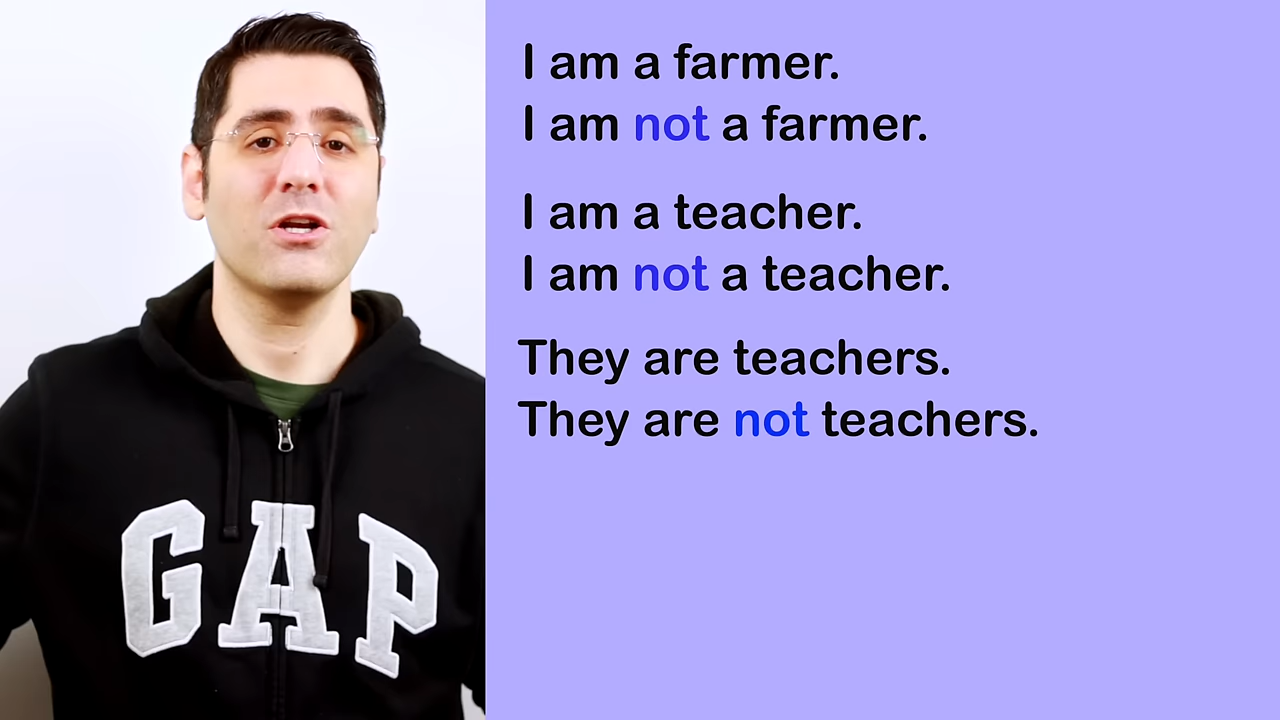 GAP
I am a farmer.
I am not a farmer.
I am a teacher.
I am not a teacher.
They are teachers.
They are not teachers.